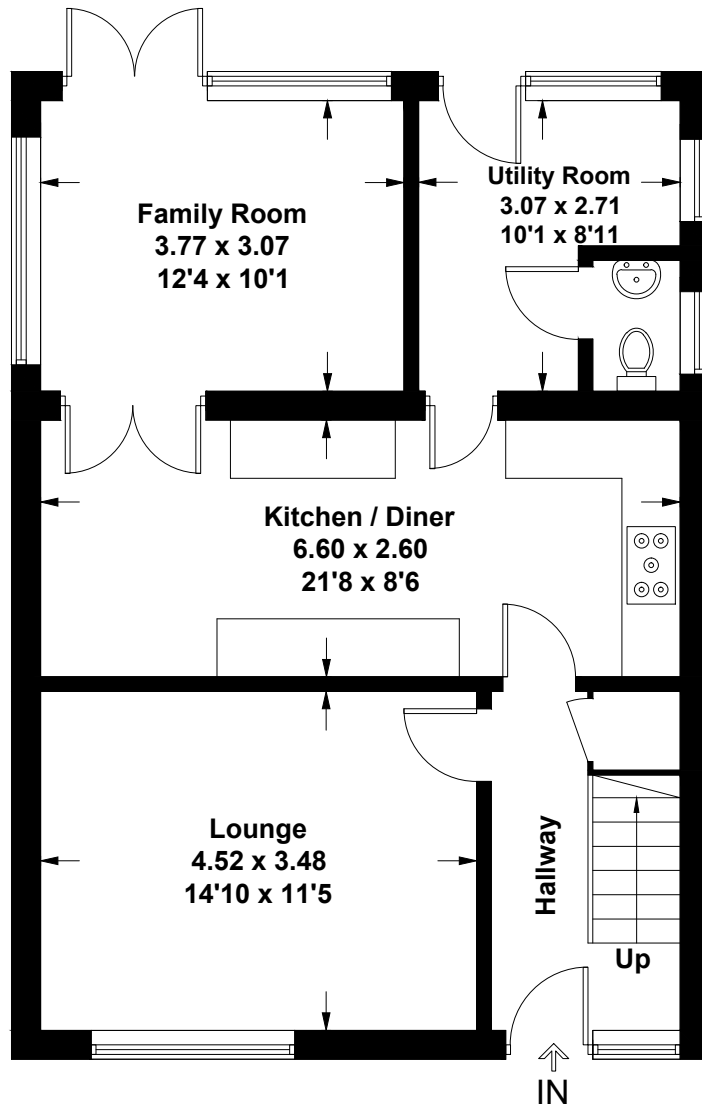 Family Room
3.77 x 3.07
12'4 x 10'1
Utility Room
3.07 x 2.71
10'1 x 8'11
Kitchen / Diner
6.60 x 2.60
21'8 x 8'6
Lounge
4.52 x 3.48
14'10 x 11'5
Hallway
Up
IN